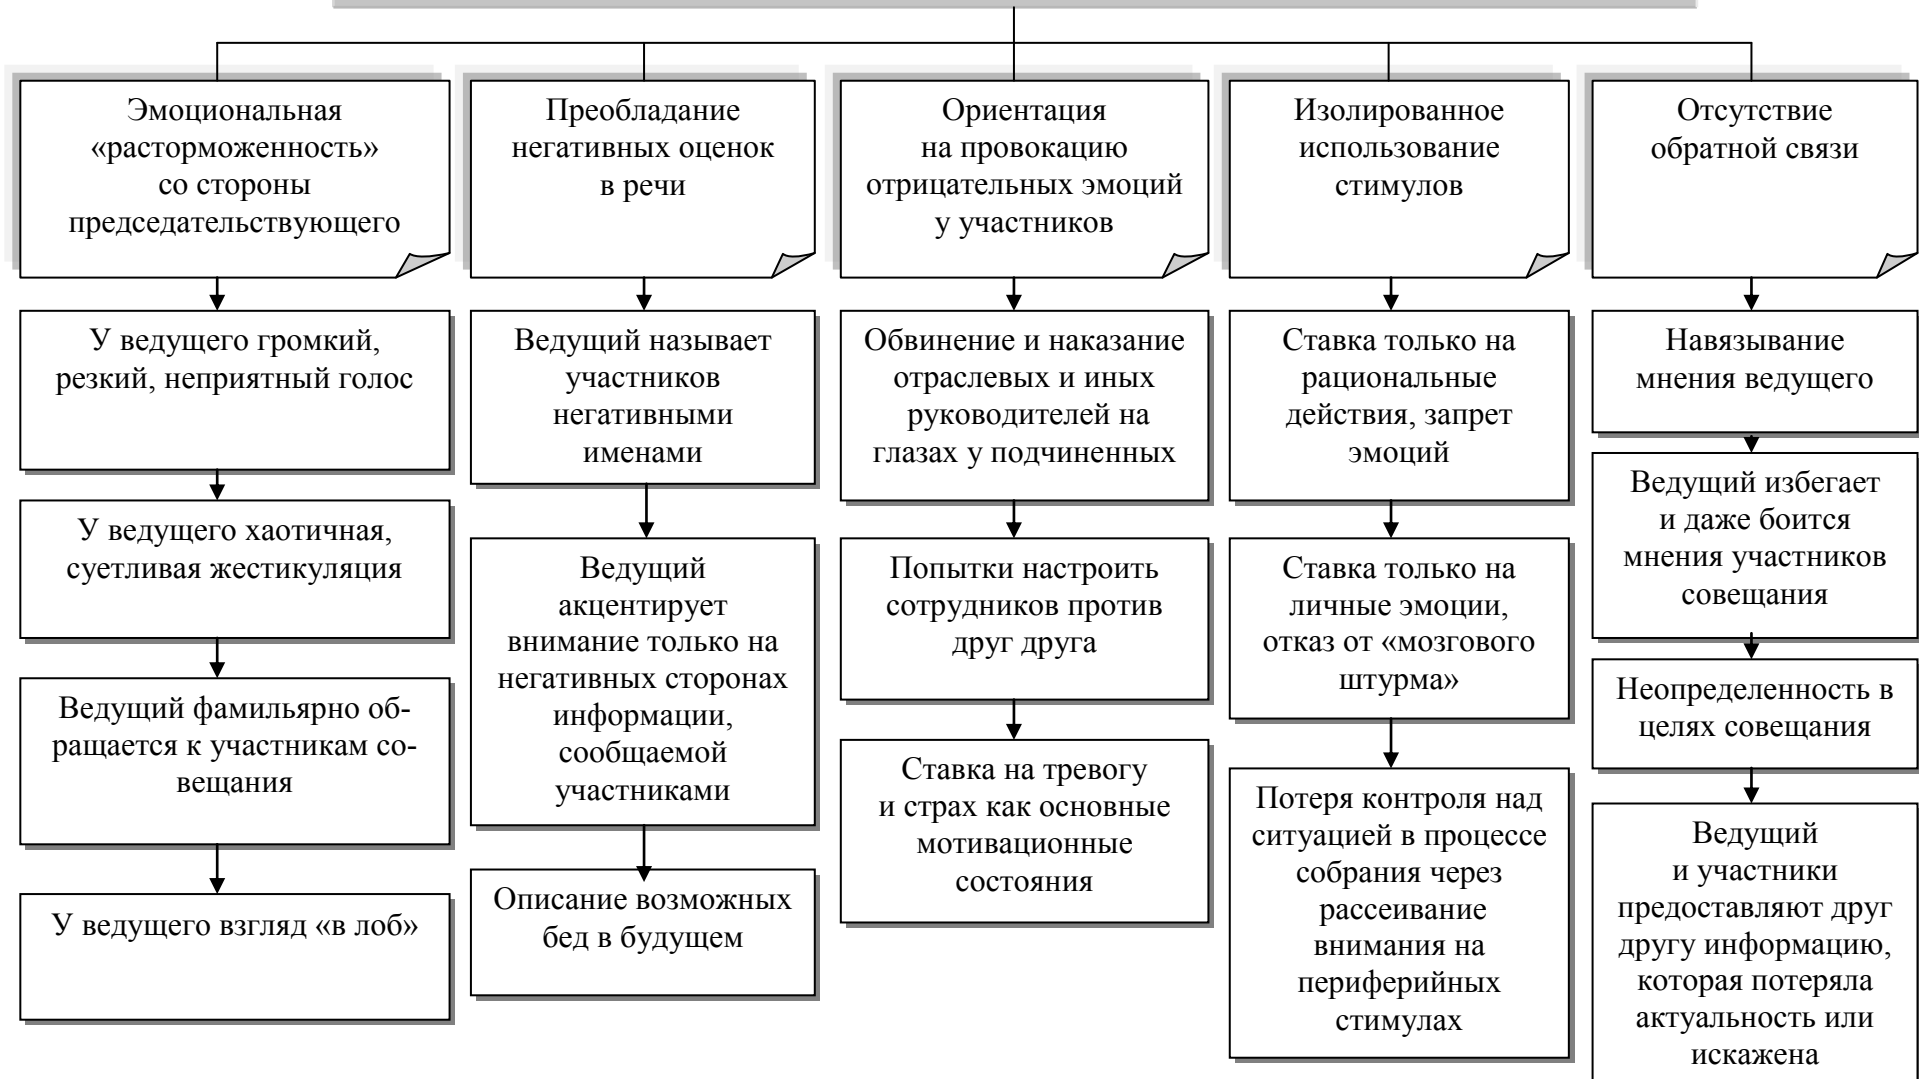 Эмоциональная
«расторможенность»
со стороны
председательствующего
У ведущего громкий,
резкий, неприятный голос
У ведущего хаотичная,
суетливая жестикуляция
Ведущий фамильярно об-
ращается к участникам со-
вещания
У ведущего взгляд «в лоб»
Преобладание
негативных оценок
в речи
Ведущий называет
участников
негативными
именами
Ведущий
акцентирует
внимание только на
негативных сторонах
информации,
сообщаемой
участниками
Описание возможных
бед в будущем
Ориентация
на провокацию
отрицательных эмоций
у участников
Обвинение и наказание
отраслевых и иных
руководителей на
глазах у подчиненных
Попытки настроить
сотрудников против
друг друга
Ставка на тревогу
и страх как основные
мотивационные
состояния
Изолированное
использование
стимулов
Ставка только на
рациональные
действия, запрет
эмоций
Ставка только на
личные эмоции,
отказ от «мозгового
штурма»
Потеря контроля над
ситуацией в процессе
собрания через
рассеивание
внимания на
периферийных
стимулах
Отсутствие
обратной связи
Навязывание
мнения ведущего
Ведущий избегает
и даже боится
мнения участников
совещания
Неопределенность в
целях совещания
Ведущий
и участники
предоставляют друг
другу информацию,
которая потеряла
актуальность или
искажена